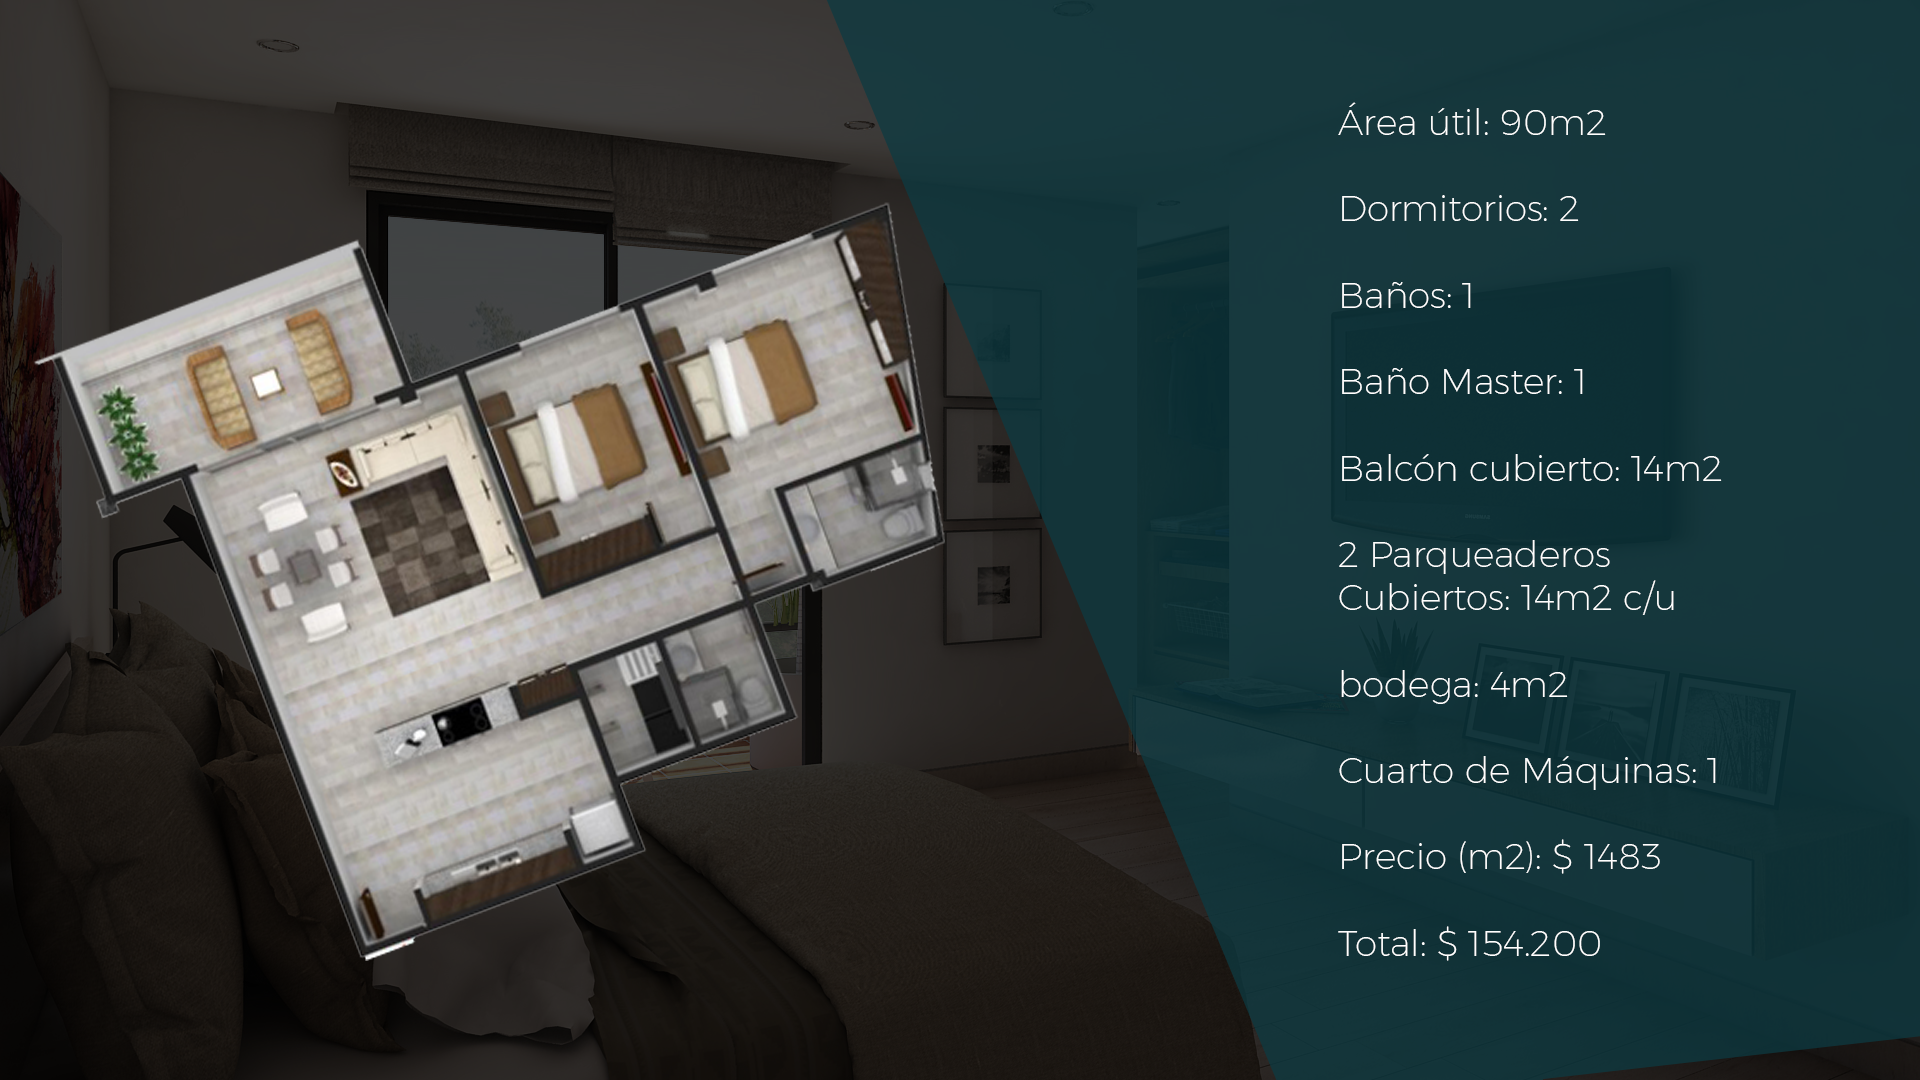 Área útil: 90m2
Dormitorios: 2
Baños: 1
Baño Master: 1
Balcón cubierto: 14m2
2 Parqueaderos
Cubiertos: 14m2 c/u
bodega: 4m2
Cuarto de Máquinas: 1
Precio (m2): $ 1483
Total: $ 154.200